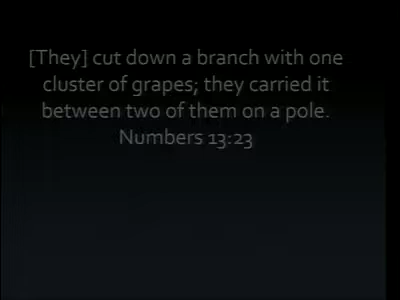 [They] cut down a branch with one
cluster of grapes; they carried it
between two of them on a pole.
Numbers 13:23